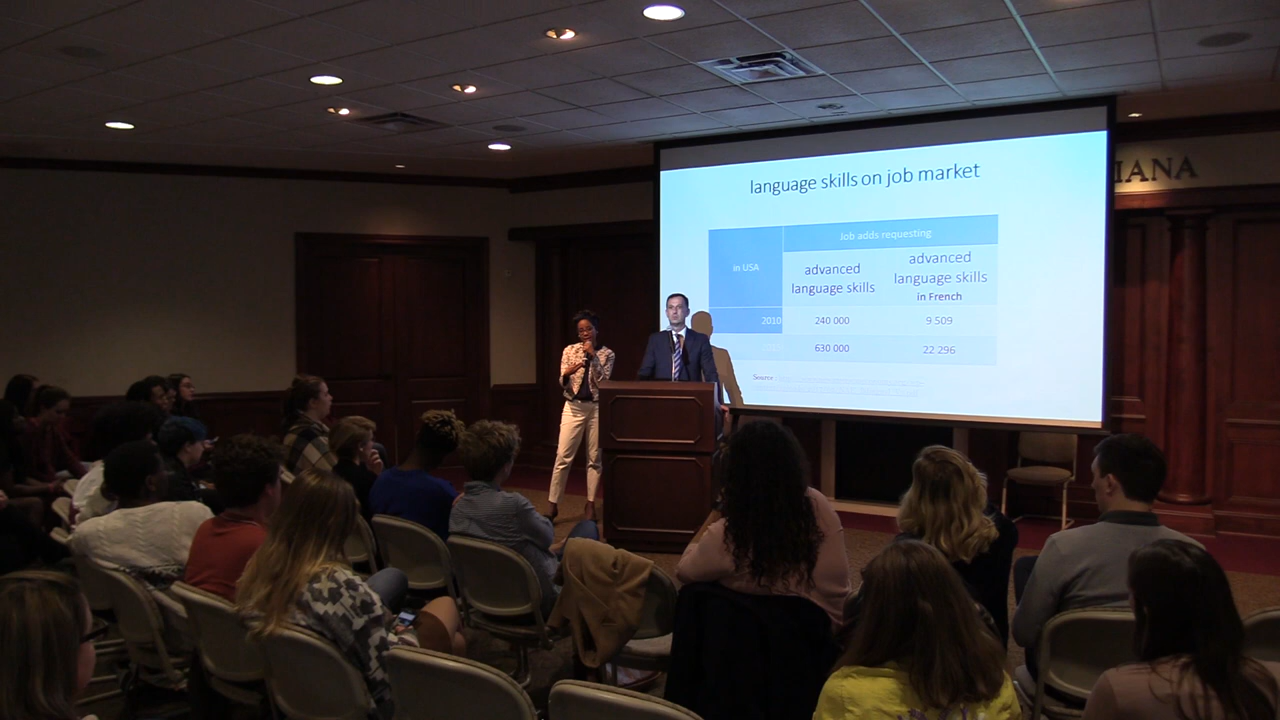 language skills on job market
IANA
Job adds requesting
in USA
advanced
language skills
advanced
language skills
in French
2010
240 000
9 509
630 000
22 296
Source